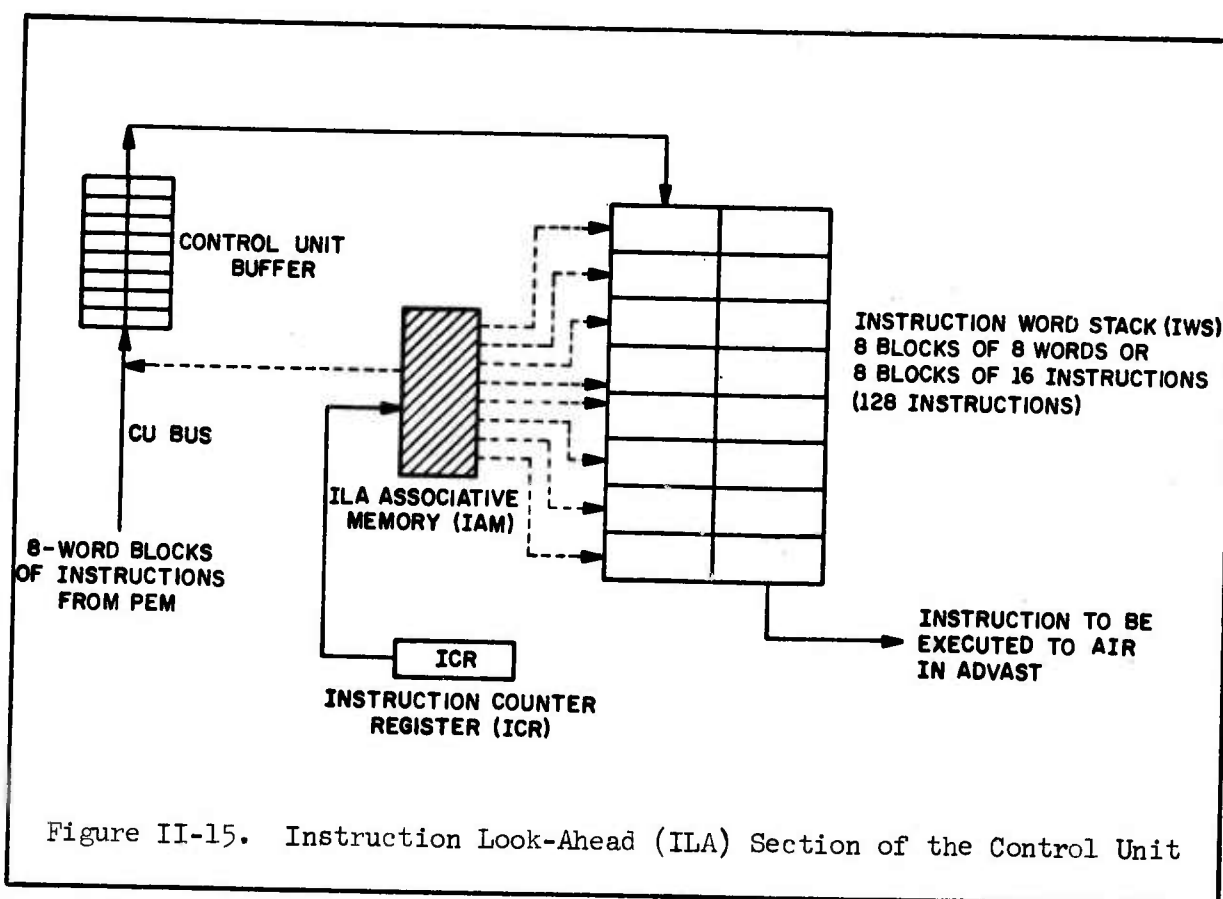 CONTROL UNIT
BUFFER
INSTRUCTION WORD STACK (IWS)
8 BLOCKS OF 8 WORDS OR
8 BLOCKS OF 16 INSTRUCTIONS
(128 INSTRUCTIONS)
CU BUS
ILA ASSOCIATIVE
MEMORY (IAM)
8-WORD BLOCKS
OF INSTRUCTIONS
FROM PEM
INSTRUCTION TO BE
EXECUTED TO AIR
IN ADVAST
ICR
INSTRUCTION COUNTER
REGISTER (ICR)
Figure II-15. Instruction Look-Ahead (ILA) Section of the Control Unit